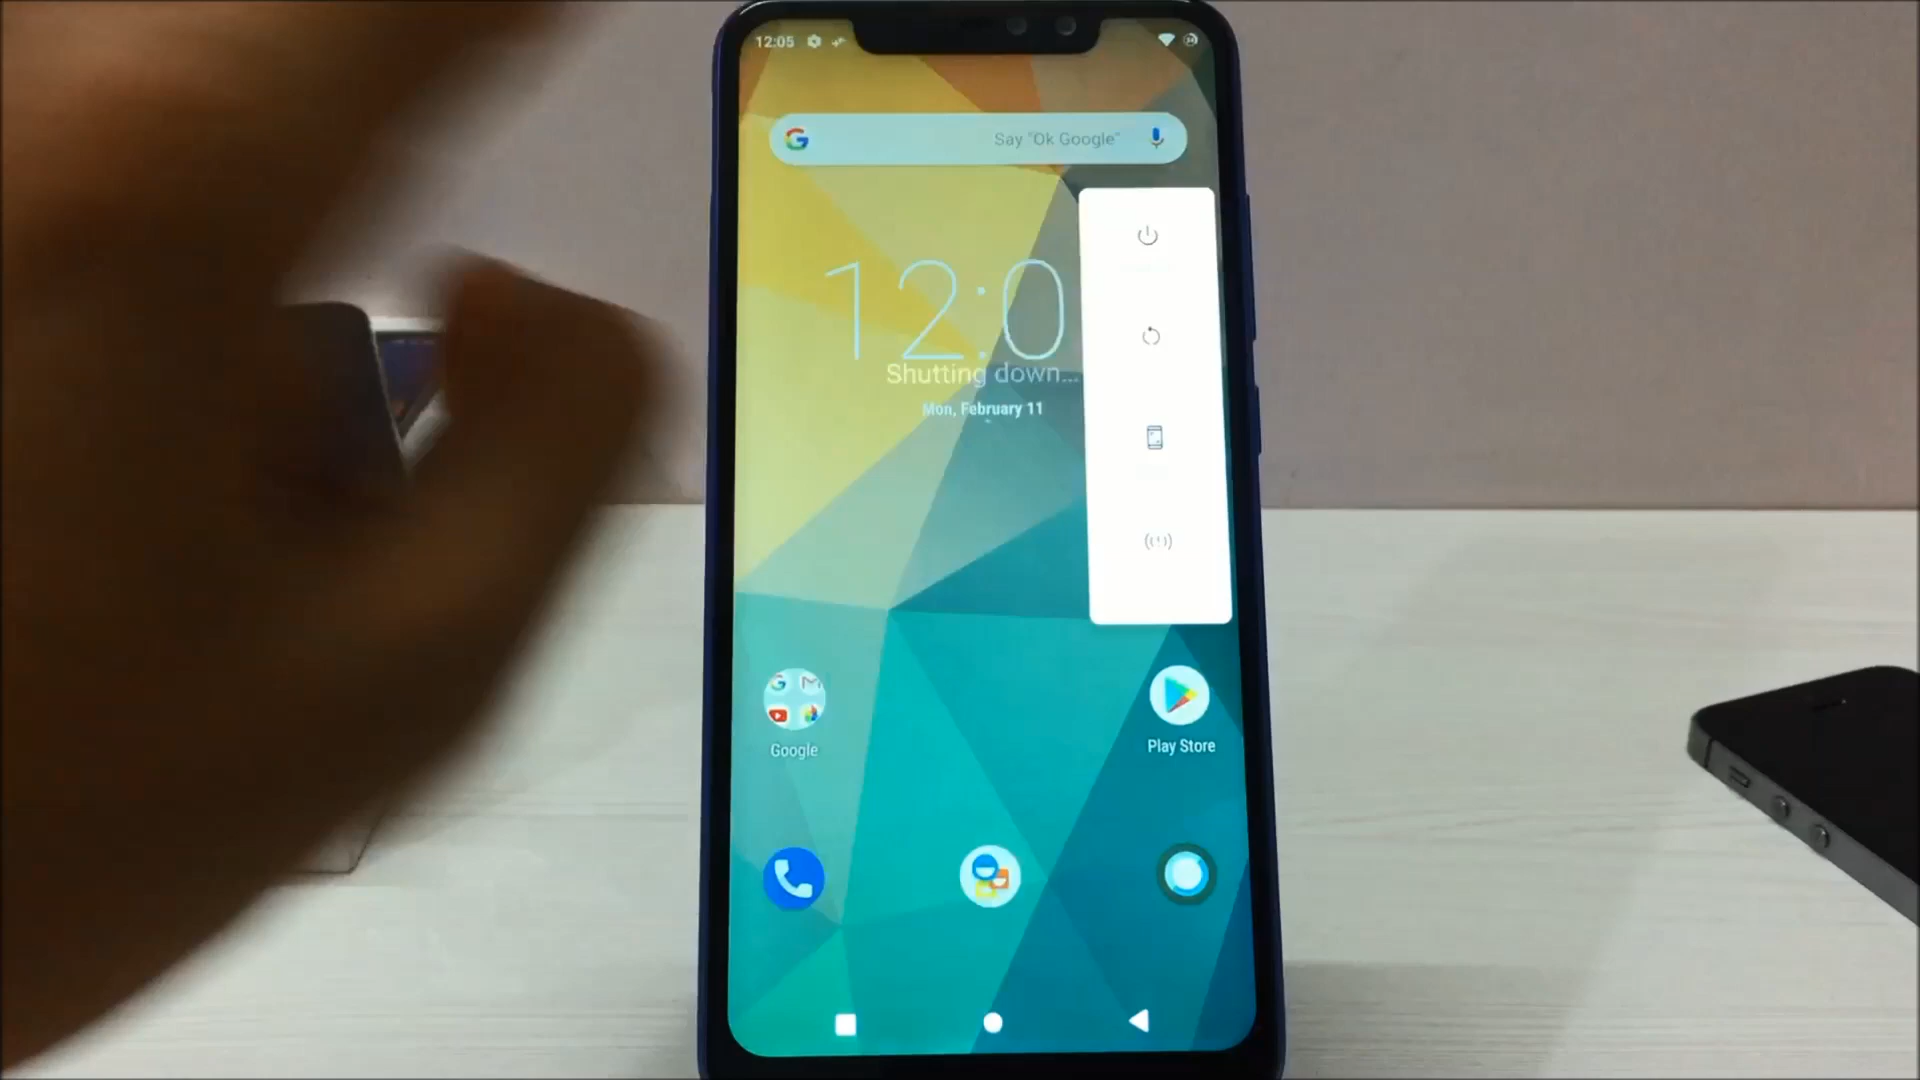 12:05
Say "Ok Google"
12:0
Shutting down...
Mon, February 11
Google
Play Store